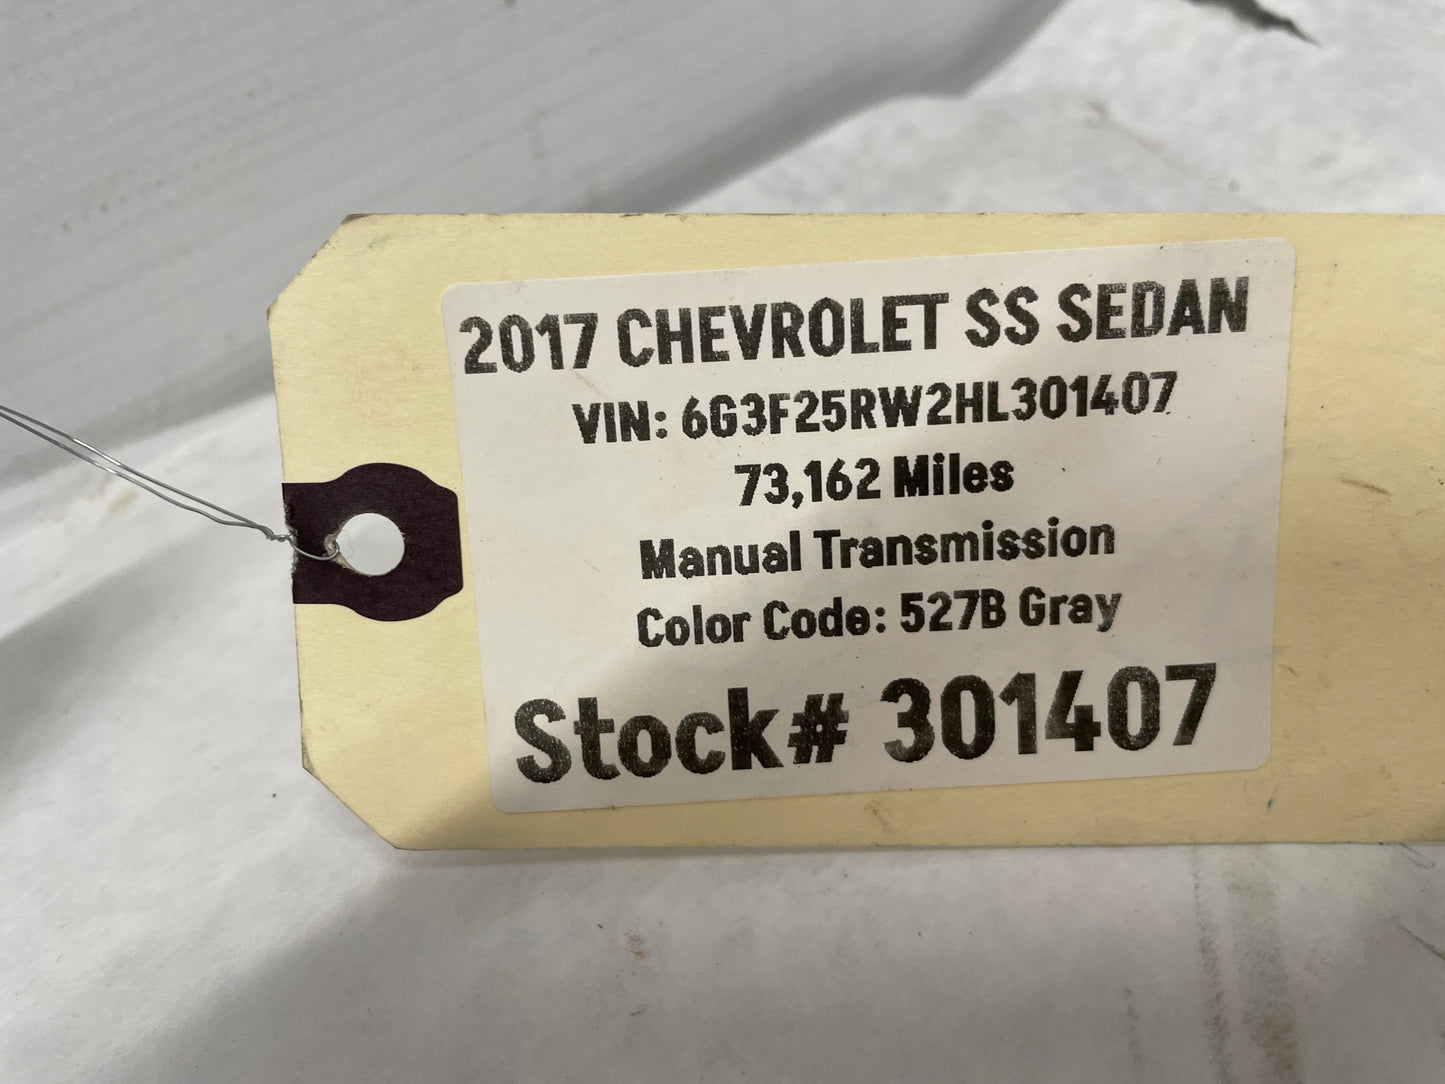 2017 CHEVROLET SS SEDAN
VIN: 6G3F25RW2HL301407
73,162 Miles
Manual Transmission
Color Code: 527B Gray
Stock# 301407